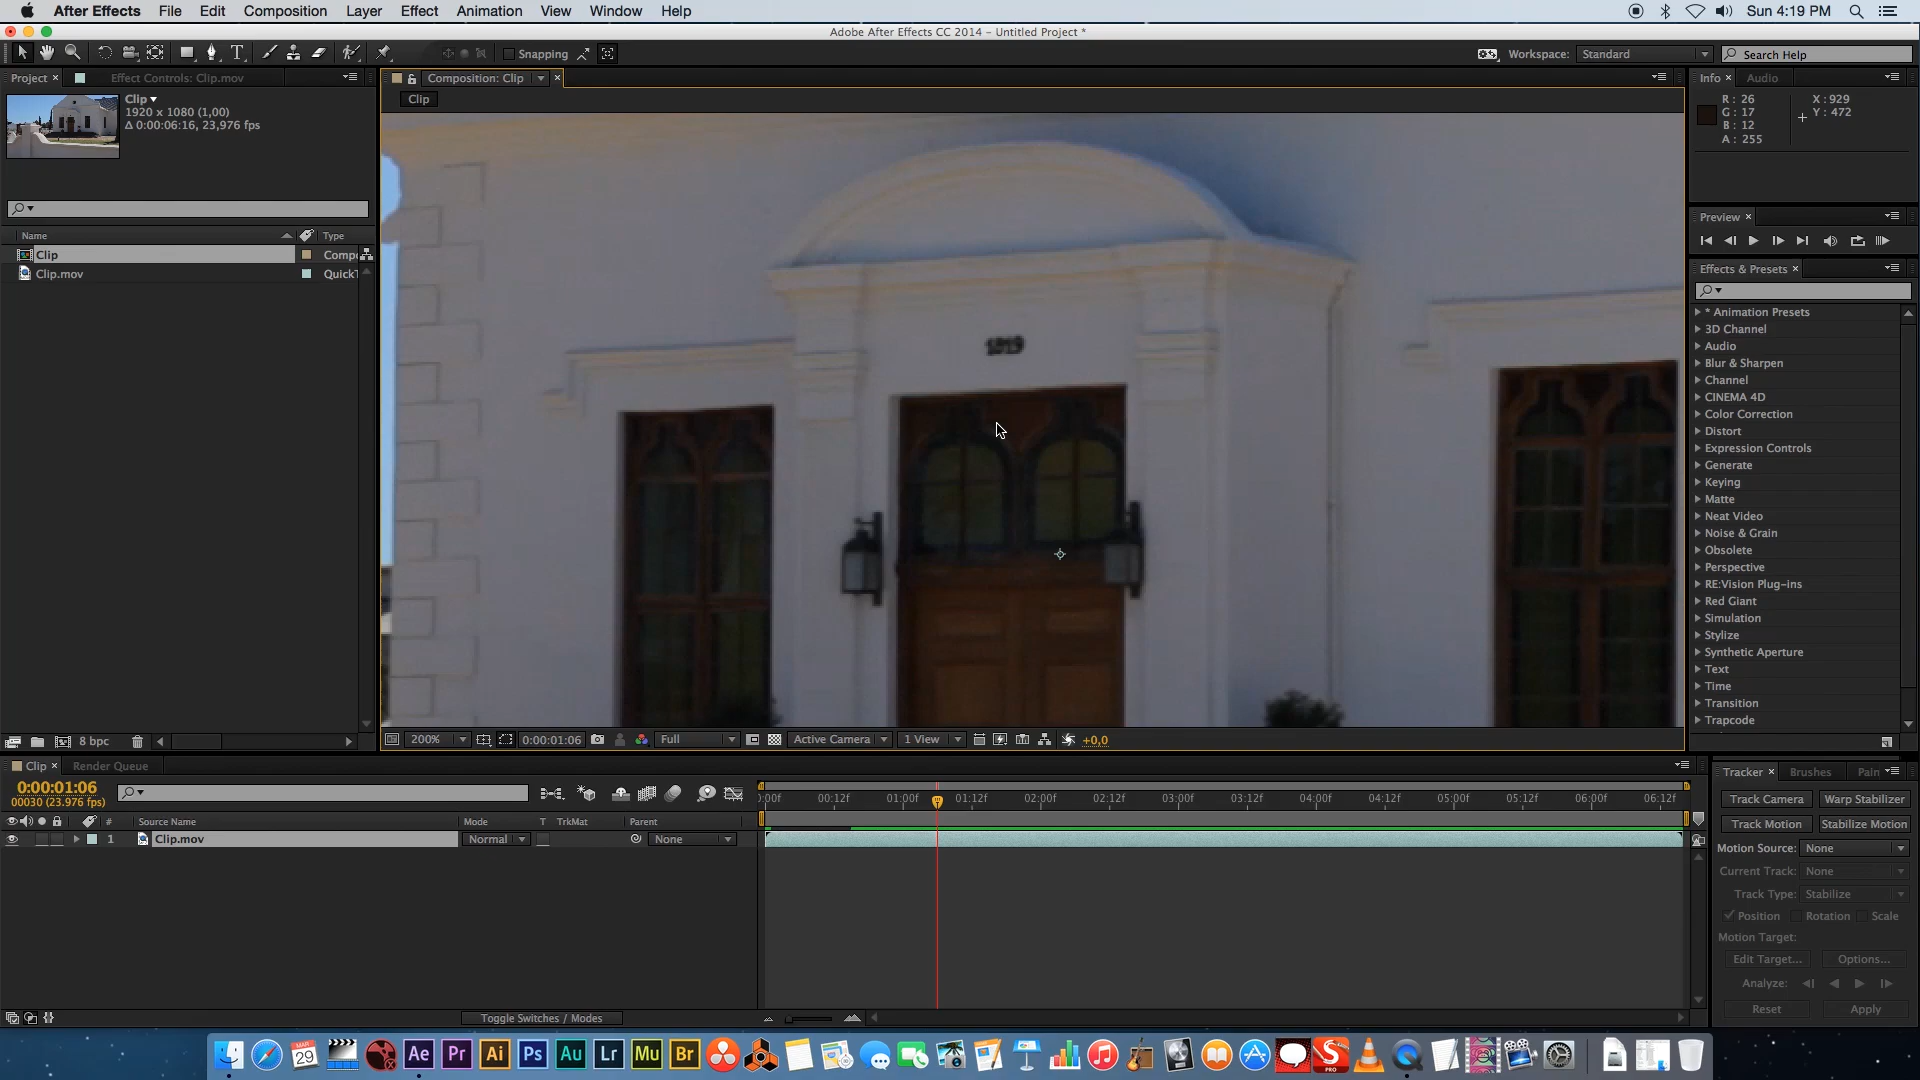 After Effects File Edit Composition Layer Effect Animation View Window Help Sun 4:19 PM
Adobe After Effects CC 2014 - Untitled Project *
Snapping Workspace: Standard Search Help
Project × Effect Controls: Clip.mov
Composition: Clip ×
Info × Audio
Clip▾
1920 x 1080 (1,00)
Δ 0:00:06:16, 23,976 fps
Clip
R: 26
G: 17
B: 12
A: 255
X: 929
Y: 472
Name Type
Clip Compo
Clip.mov QuickT
1019
Preview ×
Effects & Presets ×
* Animation Presets
3D Channel
Audio
Blur & Sharpen
Channel
CINEMA 4D
Color Correction
Distort
Expression Controls
Generate
Keying
Matte
Neat Video
Noise & Grain
Obsolete
Perspective
RE:Vision Plug-ins
Red Giant
Simulation
Stylize
Synthetic Aperture
Text
Time
Transition
Trapcode
8 bpc
200% 0:00:01:06 Full Active Camera 1 View +0,0
Clip × Render Queue
0:00:01:06
00030 (23.976 fps)
# Source Name Mode T TrkMat Parent
1 Clip.mov Normal None
:00f 00:12f 01:00f 01:12f 02:00f 02:12f 03:00f 03:12f 04:00f 04:12f 05:00f 05:12f 06:00f 06:12f
Toggle Switches / Modes
Tracker × Brushes Pain
Track Camera Warp Stabilizer
Track Motion Stabilize Motion
Motion Source: None
Current Track: None
Track Type: Stabilize
Position Rotation Scale
Motion Target:
Edit Target... Options...
Analyze:
Reset Apply
MAR 29 Ae Pr Ai Ps Au Lr Mu Br PRO